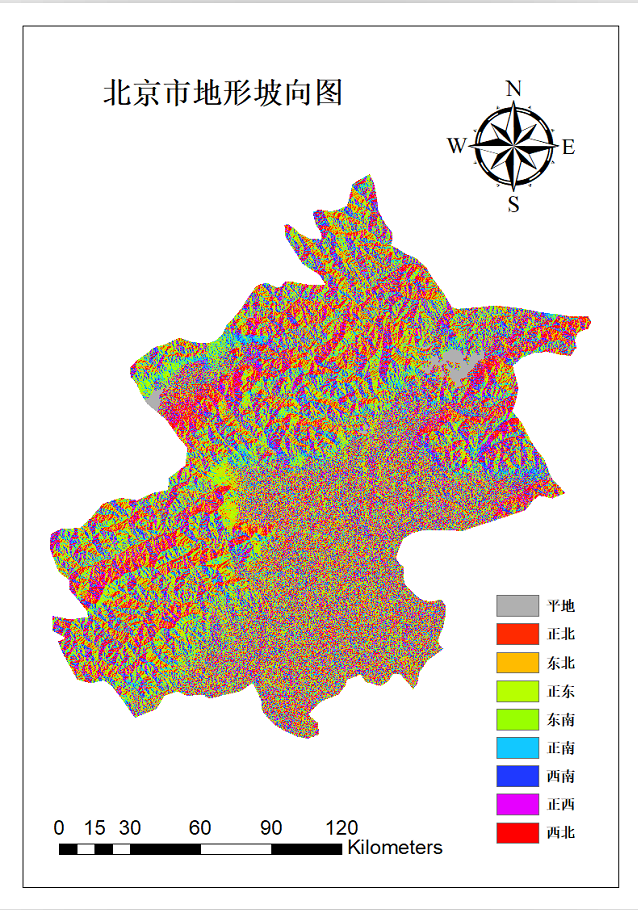 北京市地形坡向图
N
W
E
S
平地
正北
东北
正东
东南
正南
西南
正西
西北
0 15 30 60 90 120
Kilometers